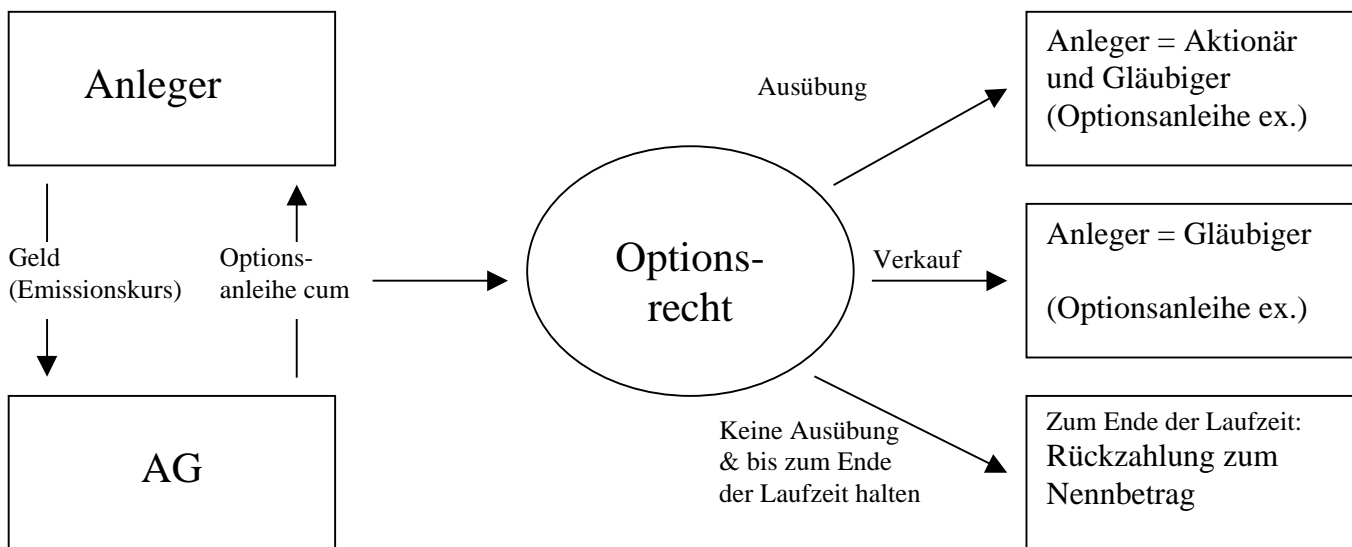 Anleger
Geld
(Emissionskurs)
Options-
anleihe cum
AG
Options-
recht
Ausübung
Verkauf
Keine Ausübung
& bis zum Ende
der Laufzeit halten
Anleger = Aktionär
und Gläubiger
(Optionsanleihe ex.)
Anleger = Gläubiger
(Optionsanleihe ex.)
Zum Ende der Laufzeit:
Rückzahlung zum
Nennbetrag